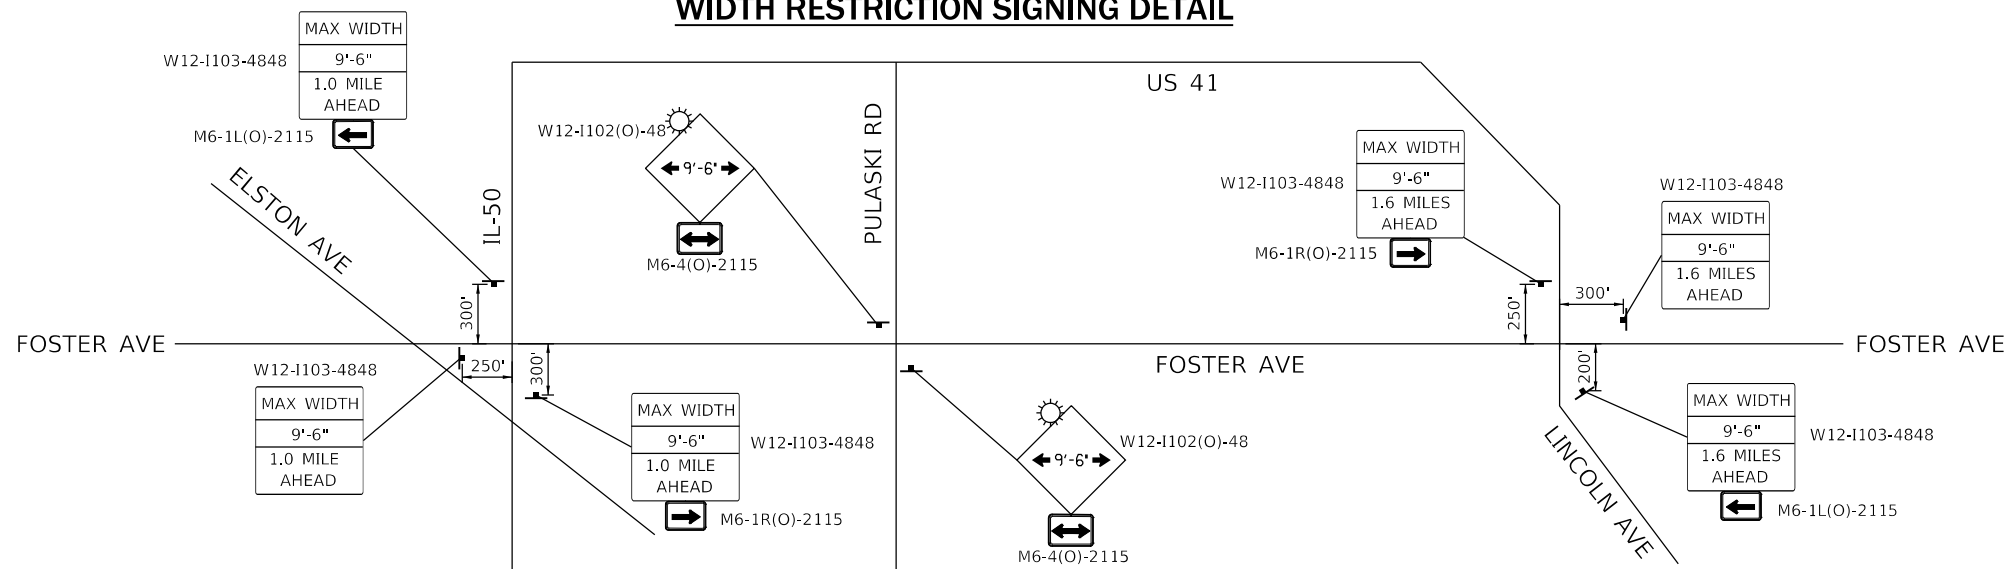 WIDTH RESTRICTION SIGNING DETAIL
MAX WIDTH
9'-6"
1.0 MILE
AHEAD
W12-I103-4848
M6-1L(O)-2115
ELSTON AVE
IL-50
300'
W12-I102(O)-48
9'-6"
M6-4(O)-2115
PULASKI RD
US 41
MAX WIDTH
9'-6"
1.6 MILES
AHEAD
W12-I103-4848
M6-1R(O)-2115
250'
W12-I103-4848
MAX WIDTH
9'-6"
1.6 MILES
AHEAD
300'
FOSTER AVE
FOSTER AVE
FOSTER AVE
W12-I103-4848
MAX WIDTH
9'-6"
1.0 MILE
AHEAD
250'
300'
MAX WIDTH
9'-6"
1.0 MILE
AHEAD
W12-I103-4848
M6-1R(O)-2115
9'-6"
W12-I102(O)-48
M6-4(O)-2115
200'
LINCOLN AVE
MAX WIDTH
9'-6"
1.6 MILES
AHEAD
W12-I103-4848
M6-1L(O)-2115